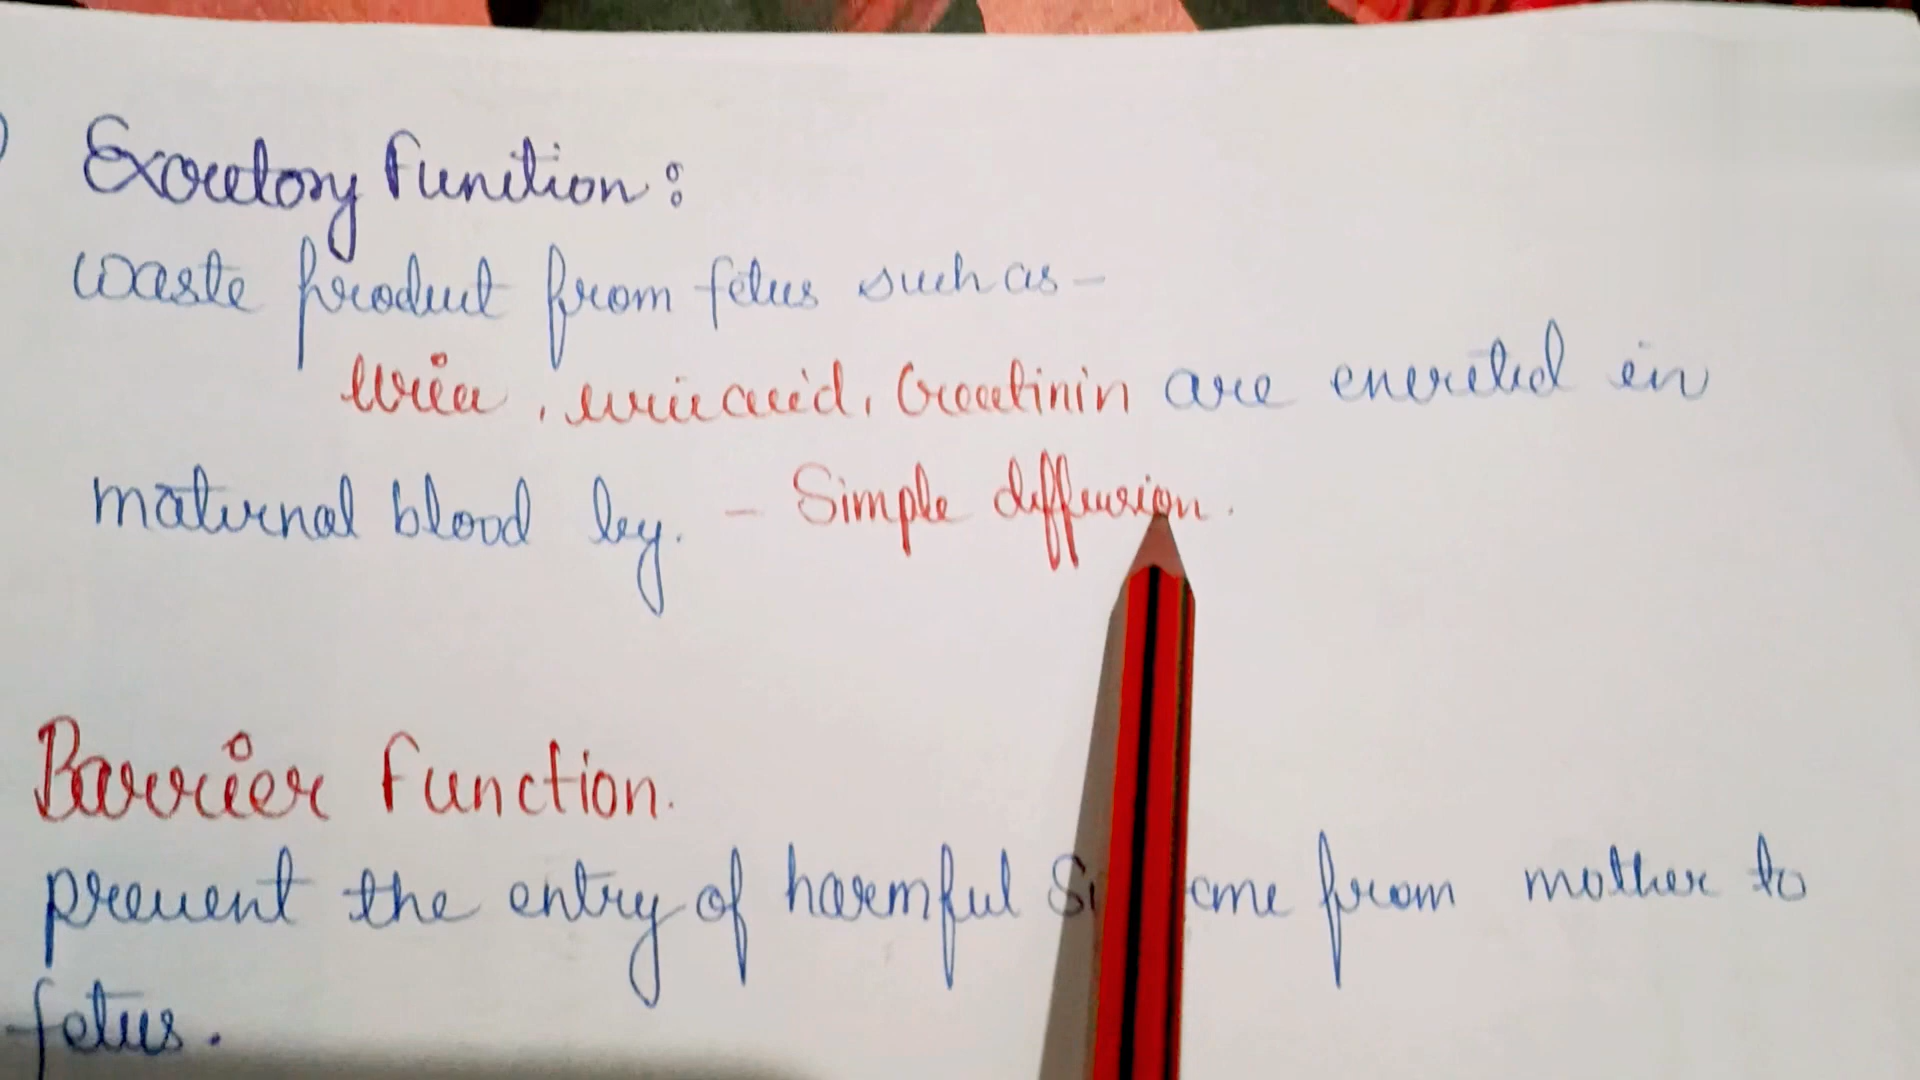 Excretory function :
waste product from fetus such as -
urea, uric acid, Creatinin are excreted in
maternal blood by. - Simple diffusion.
Barrier function.
prevent the entry of harmful from mother to
fetus.